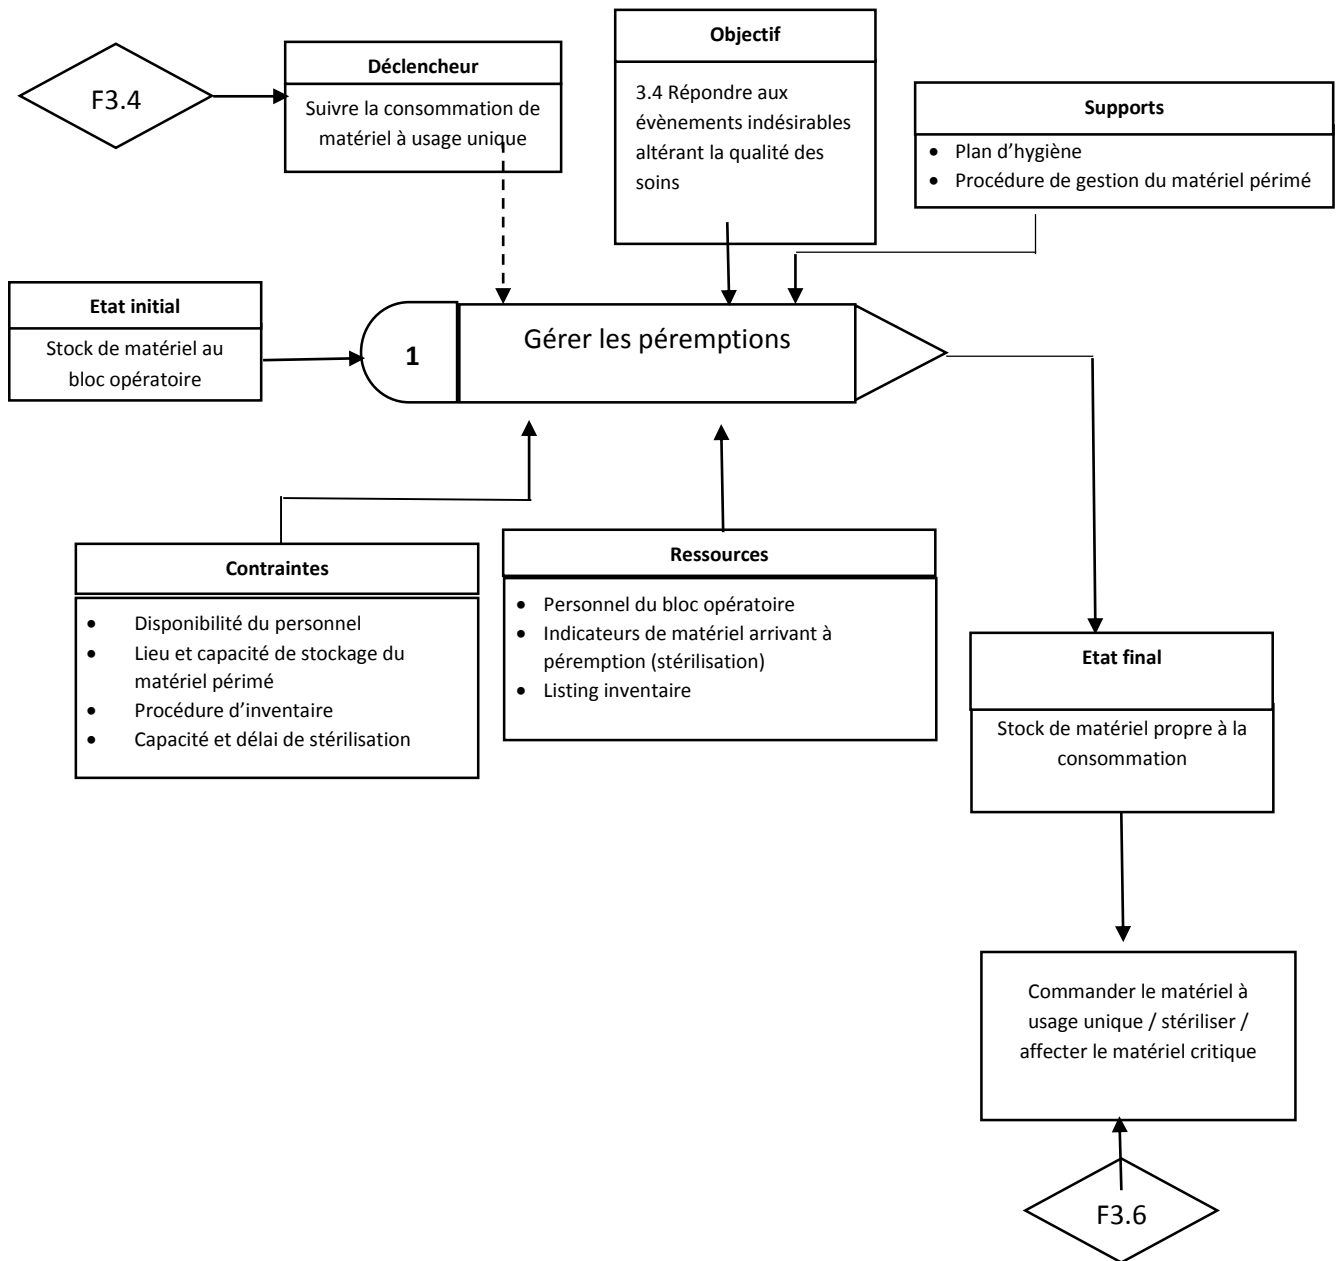 F3.4
Déclencheur
Suivre la consommation de
matériel à usage unique
Objectif
3.4 Répondre aux
évènements indésirables
altérant la qualité des
soins
Supports
• Plan d’hygiène
• Procédure de gestion du matériel périmé
Etat initial
Stock de matériel au
bloc opératoire
1
Gérer les péremptions
Contraintes
• Disponibilité du personnel
• Lieu et capacité de stockage du
matériel périmé
• Procédure d’inventaire
• Capacité et délai de stérilisation
Ressources
• Personnel du bloc opératoire
• Indicateurs de matériel arrivant à
péremption (stérilisation)
• Listing inventaire
Etat final
Stock de matériel propre à la
consommation
Commander le matériel à
usage unique / stériliser /
affecter le matériel critique
F3.6